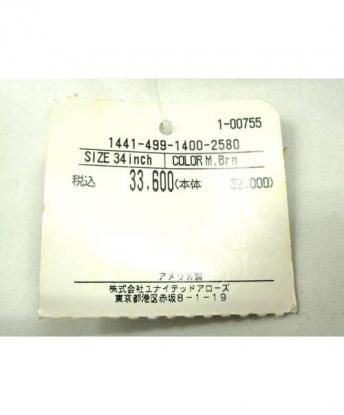 1-00755
1441-499-1400-2580
SIZE 34inch COLOR M.Brn
税込 33,600(本体 32,000)
アメリカ製
株式会社ユナイテッドアローズ
東京都港区赤坂8-1-19